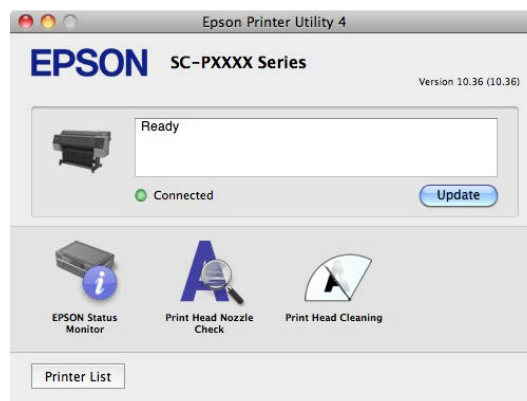 Epson Printer Utility 4
EPSON
SC-PXXXX Series
Version 10.36 (10.36)
Ready
Connected
Update
EPSON Status
Monitor
Print Head Nozzle
Check
Print Head Cleaning
Printer List